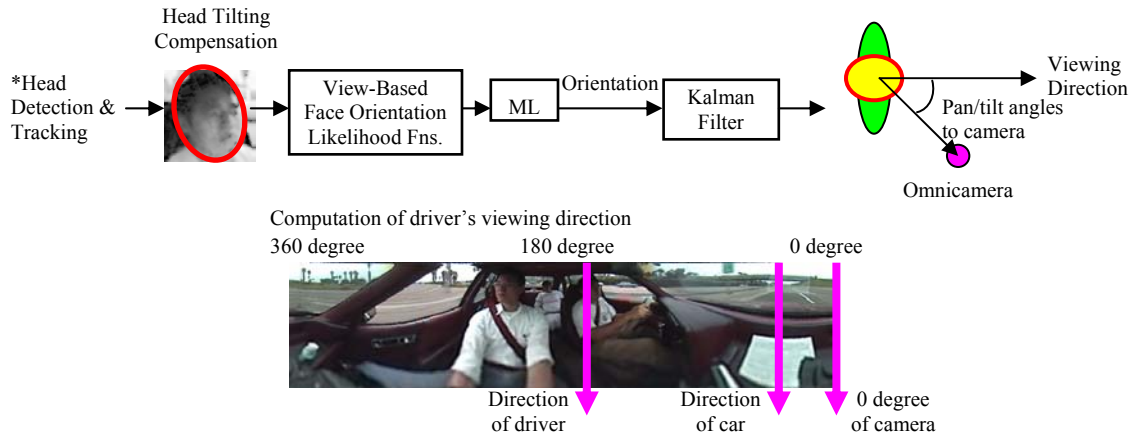 Head Tilting
Compensation
*Head
Detection &
Tracking
View-Based
Face Orientation
Likelihood Fns.
ML
Orientation
Kalman
Filter
Viewing
Direction
Pan/tilt angles
to camera
Omnicamera
Computation of driver's viewing direction
360 degree
180 degree
0 degree
Direction
of driver
Direction
of car
0 degree
of camera